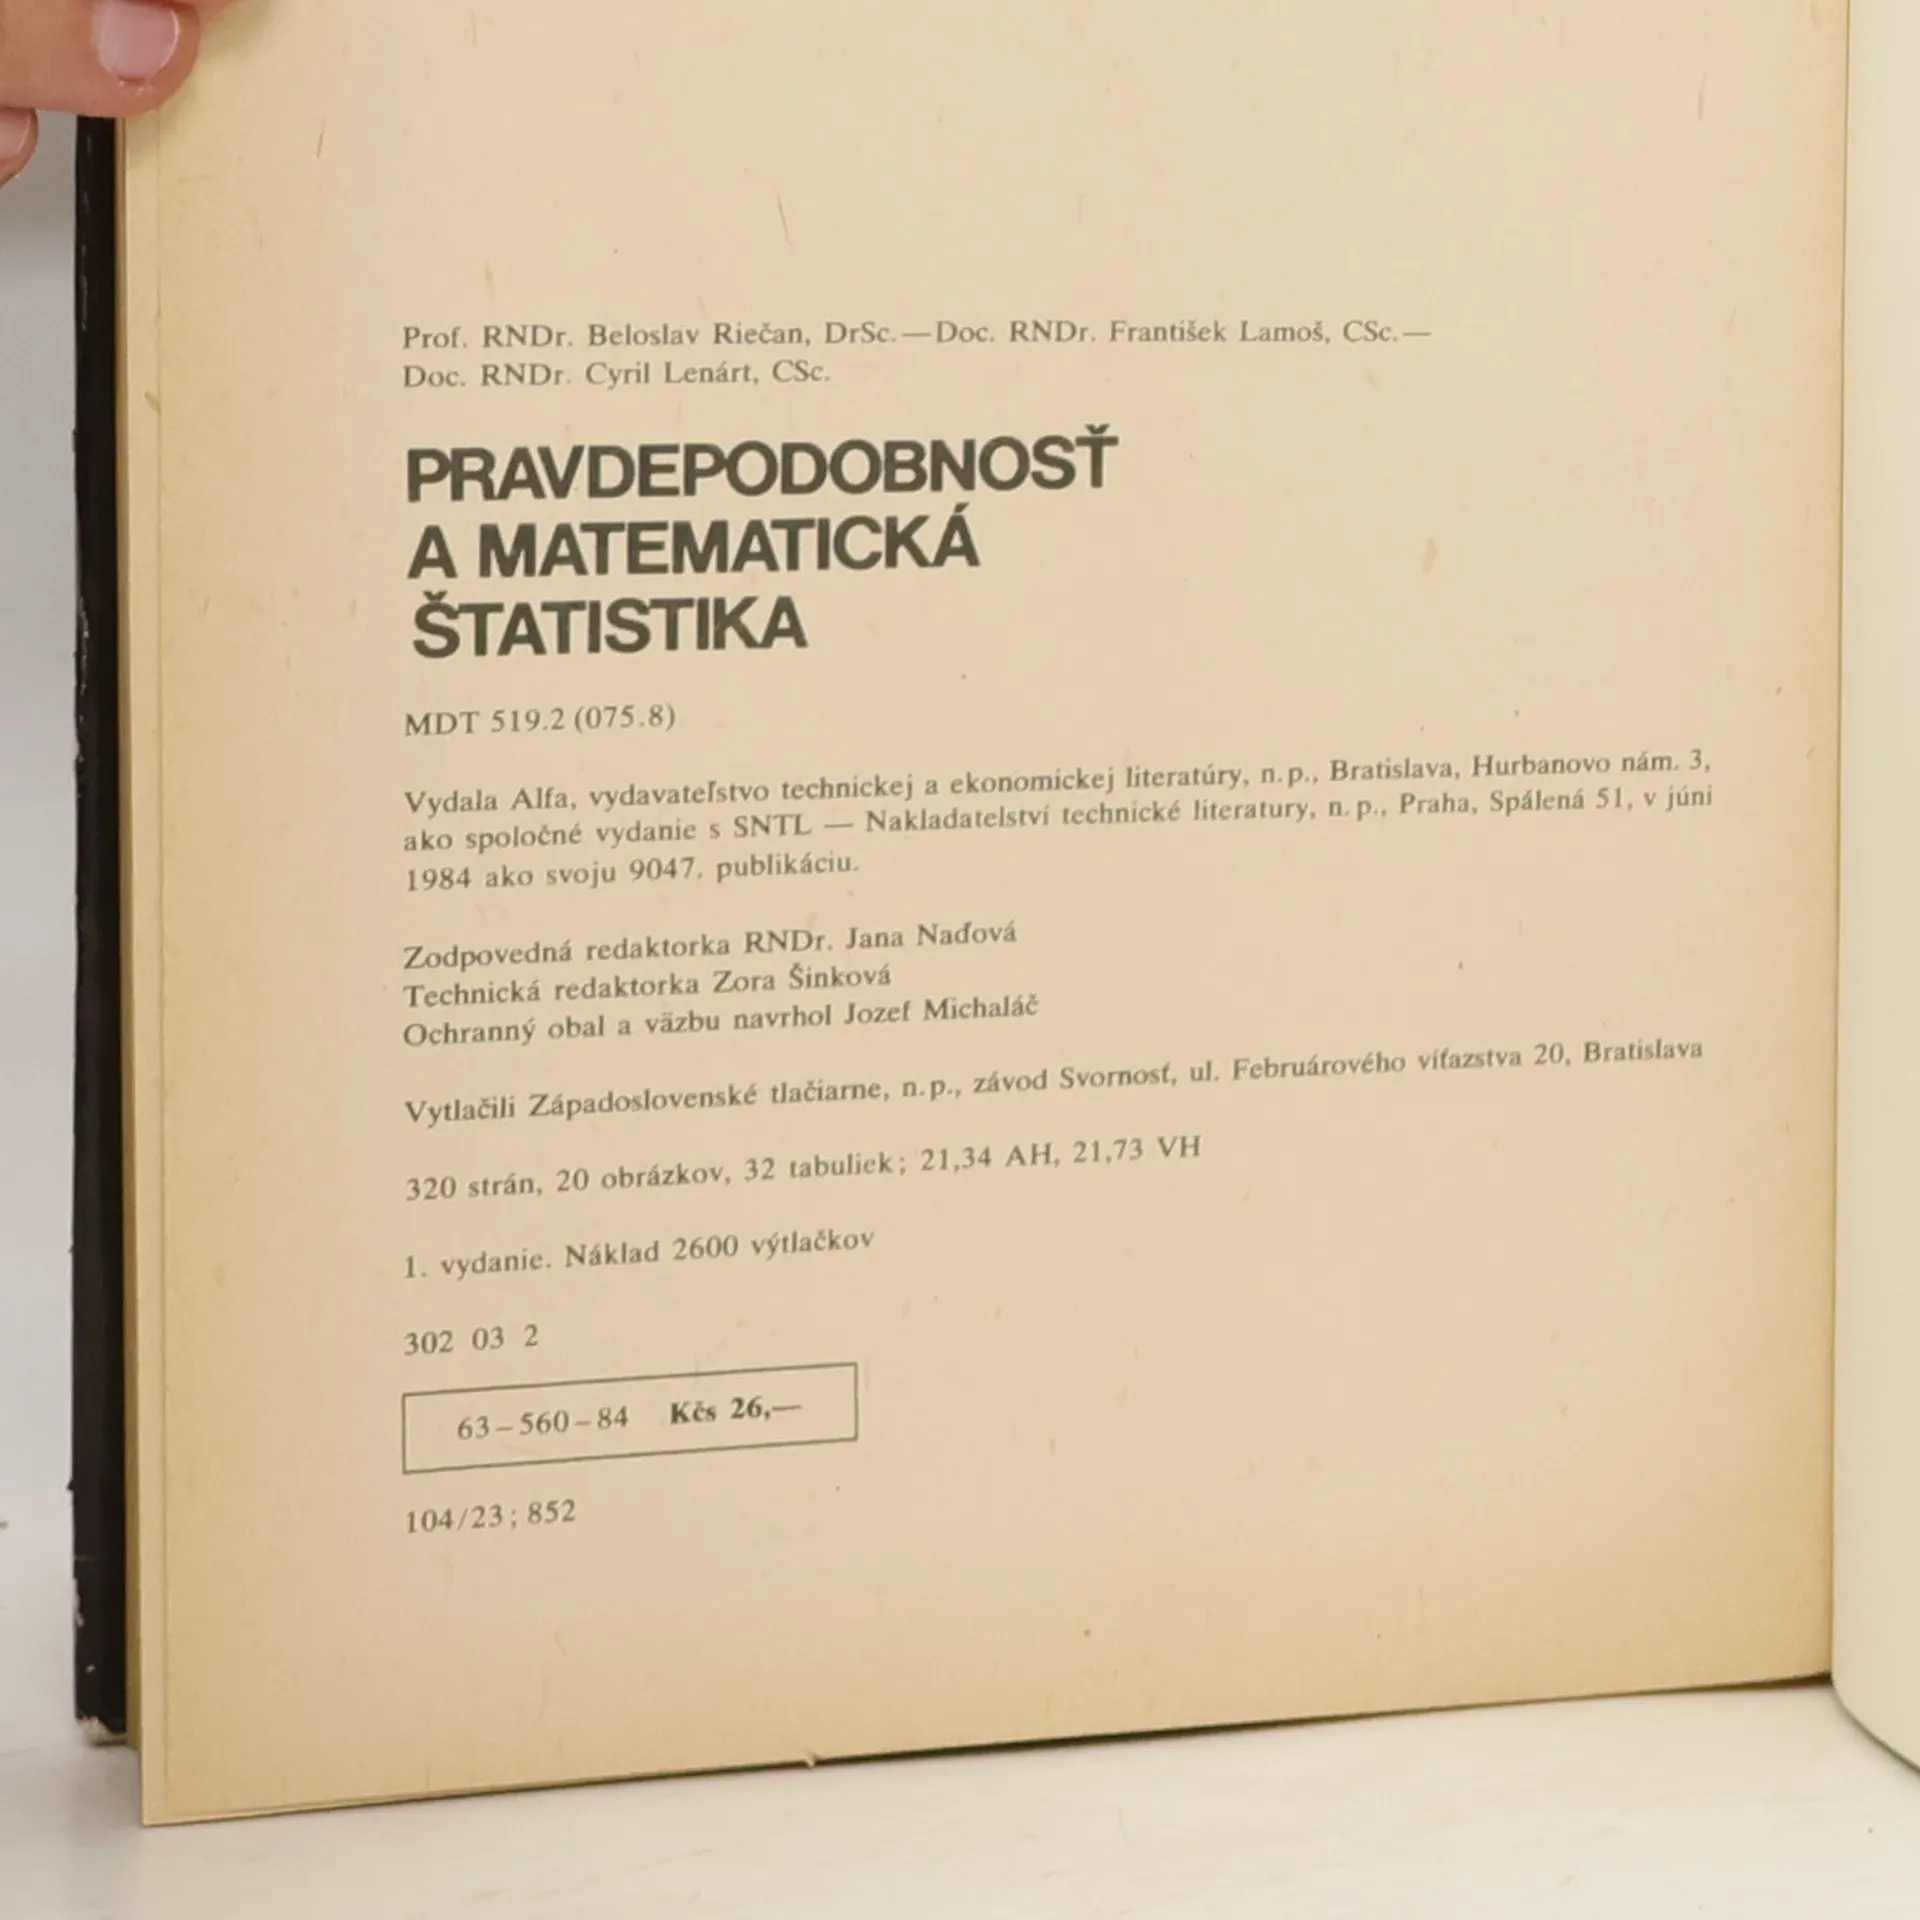 Prof. RNDr. Beloslav Riečan, DrSc.—Doc. RNDr. František Lamoš, CSc.—
Doc. RNDr. Cyril Lenárt, CSc.
PRAVDEPODOBNOSŤ
A MATEMATICKÁ
ŠTATISTIKA
MDT 519.2 (075.8)
Vydala Alfa, vydavateľstvo technickej a ekonomickej literatúry, n. p., Bratislava, Hurbanovo nám. 3,
ako spoločné vydanie s SNTL — Nakladatelství technické literatury, n. p., Praha, Spálená 51, v júni
1984 ako svoju 9047. publikáciu.
Zodpovedná redaktorka RNDr. Jana Naďová
Technická redaktorka Zora Šinková
Ochranný obal a väzbu navrhol Jozef Michaláč
Vytlačili Západoslovenské tlačiarne, n. p., závod Svornosť, ul. Februárového víťazstva 20, Bratislava
320 strán, 20 obrázkov, 32 tabuliek; 21,34 AH, 21,73 VH
1. vydanie. Náklad 2600 výtlačkov
302 03 2
63–560–84 Kčs 26,—
104/23; 852